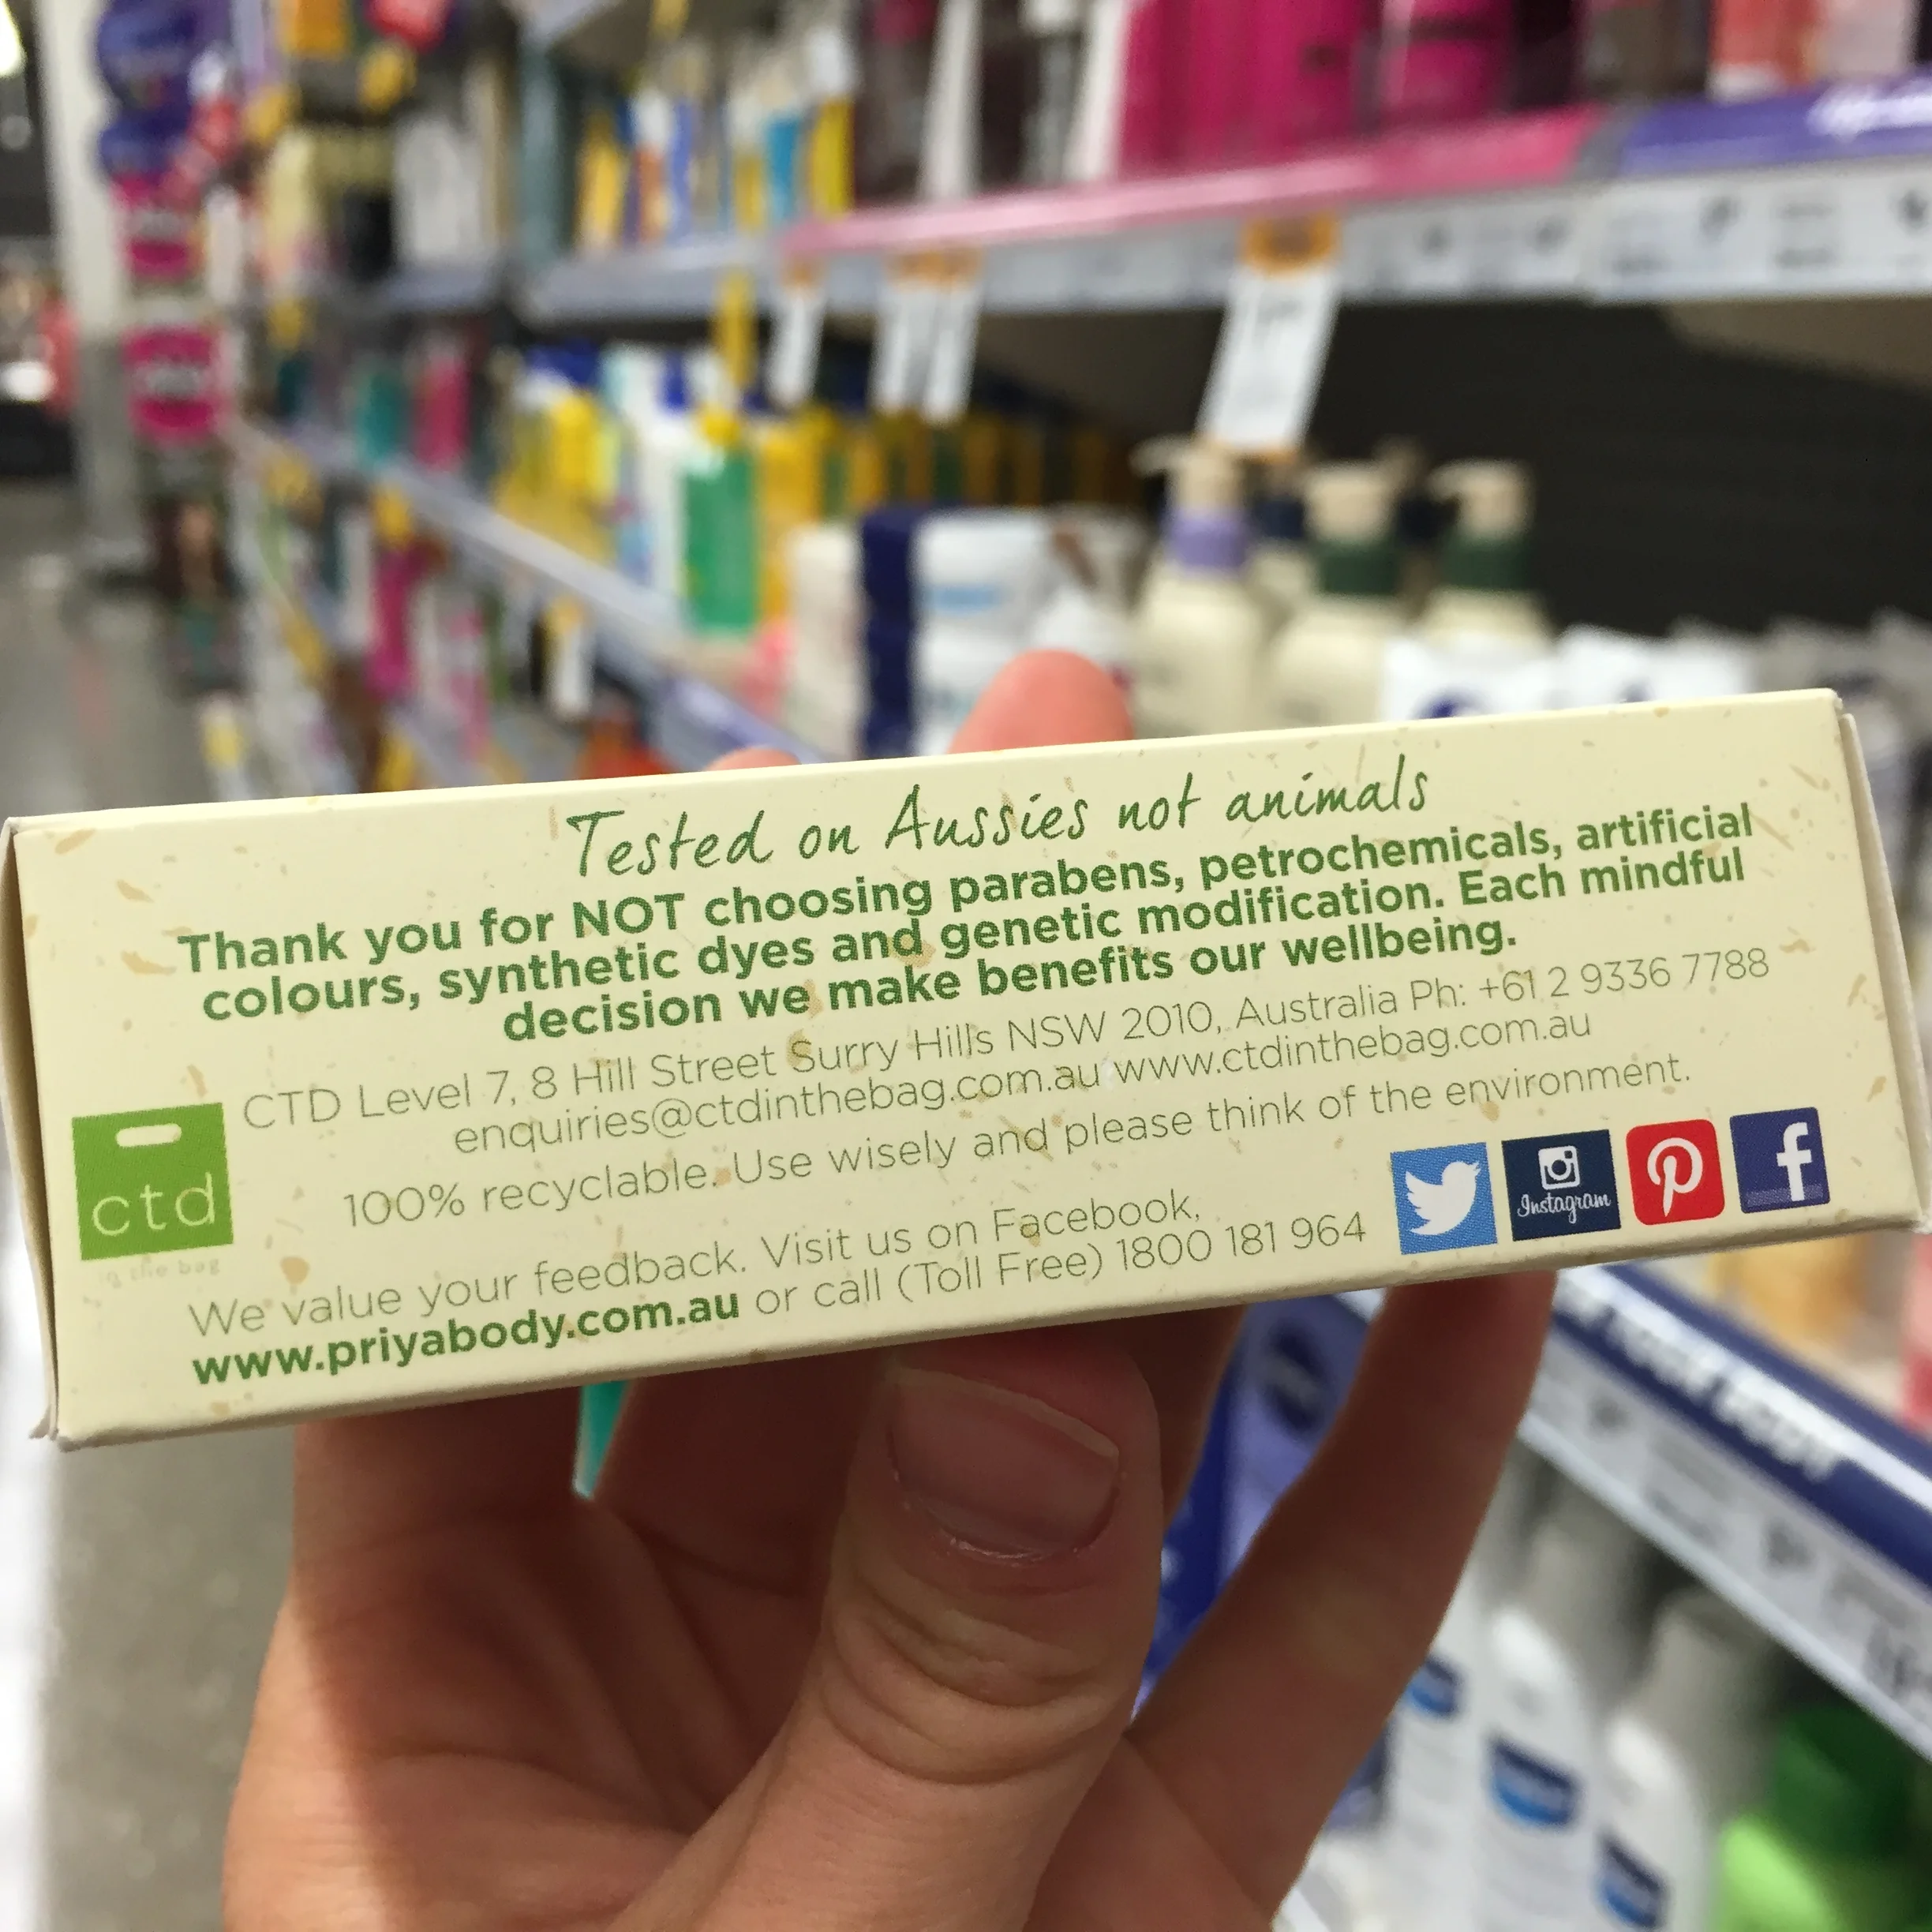 Tested on Aussies not animals
Thank you for NOT choosing parabens, petrochemicals, artificial
colours, synthetic dyes and genetic modification. Each mindful
decision we make benefits our wellbeing.
CTD Level 7, 8 Hill Street Surry Hills NSW 2010, Australia Ph: +61 2 9336 7788
enquiries@ctdinthebag.com.au www.ctdinthebag.com.au
100% recyclable. Use wisely and please think of the environment.
ctd
in the bag
We value your feedback. Visit us on Facebook,
www.priyabody.com.au or call (Toll Free) 1800 181 964
Instagram